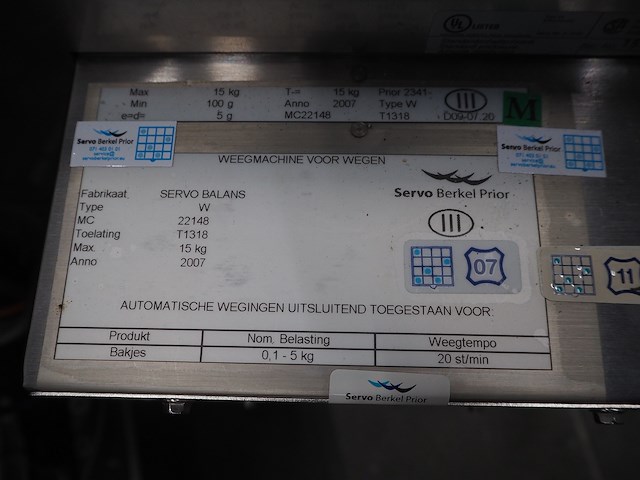 UL LISTED
Max 15 kg T-= 15 kg Prior 2341-
Min 100 g Anno 2007 Type W III M
e=d= 5 g MC22148 T1318 D09-07.20
Servo Berkel Prior
Servo Berkel Prior
WEEGMACHINE VOOR WEGEN
Servo Berkel Prior
Fabrikaat SERVO BALANS
Type W
MC 22148
Toelating T1318
Max. 15 kg
Anno 2007
III
07
11
AUTOMATISCHE WEGINGEN UITSLUITEND TOEGESTAAN VOOR:
Produkt Nom. Belasting Weegtempo
Bakjes 0,1 - 5 kg 20 st/min
Servo Berkel Prior